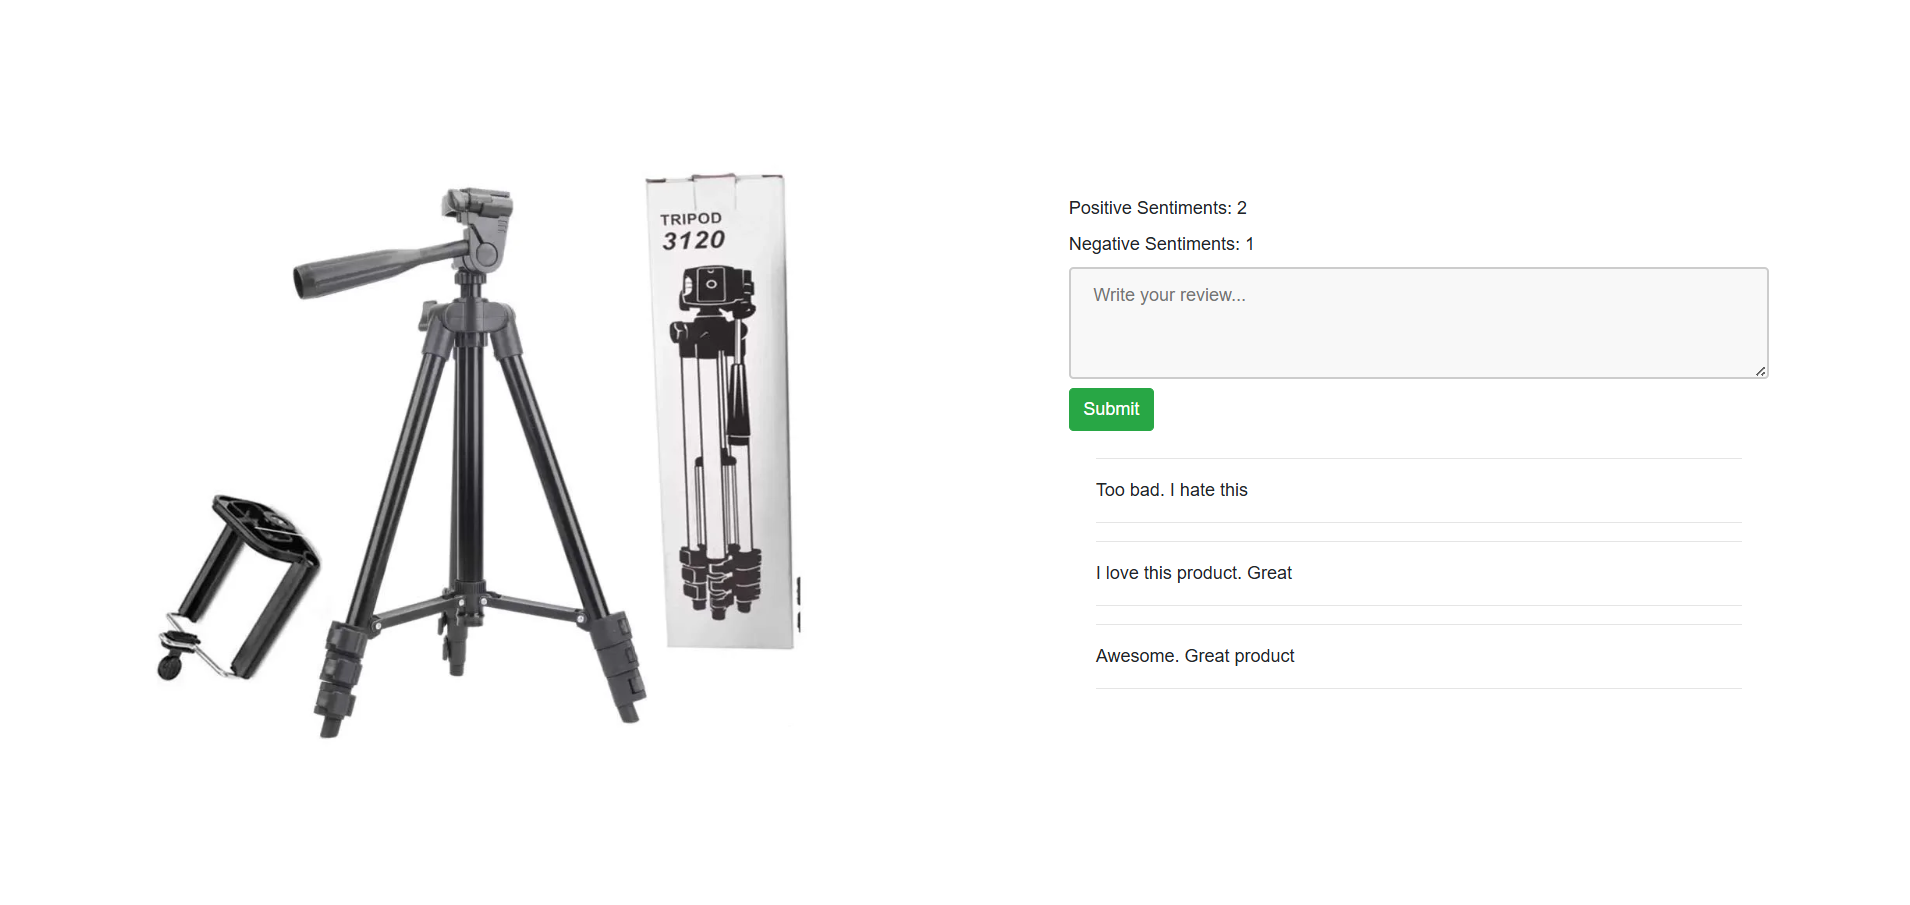 TRIPOD
3120
Positive Sentiments: 2
Negative Sentiments: 1
Write your review...
Submit
Too bad. I hate this
I love this product. Great
Awesome. Great product